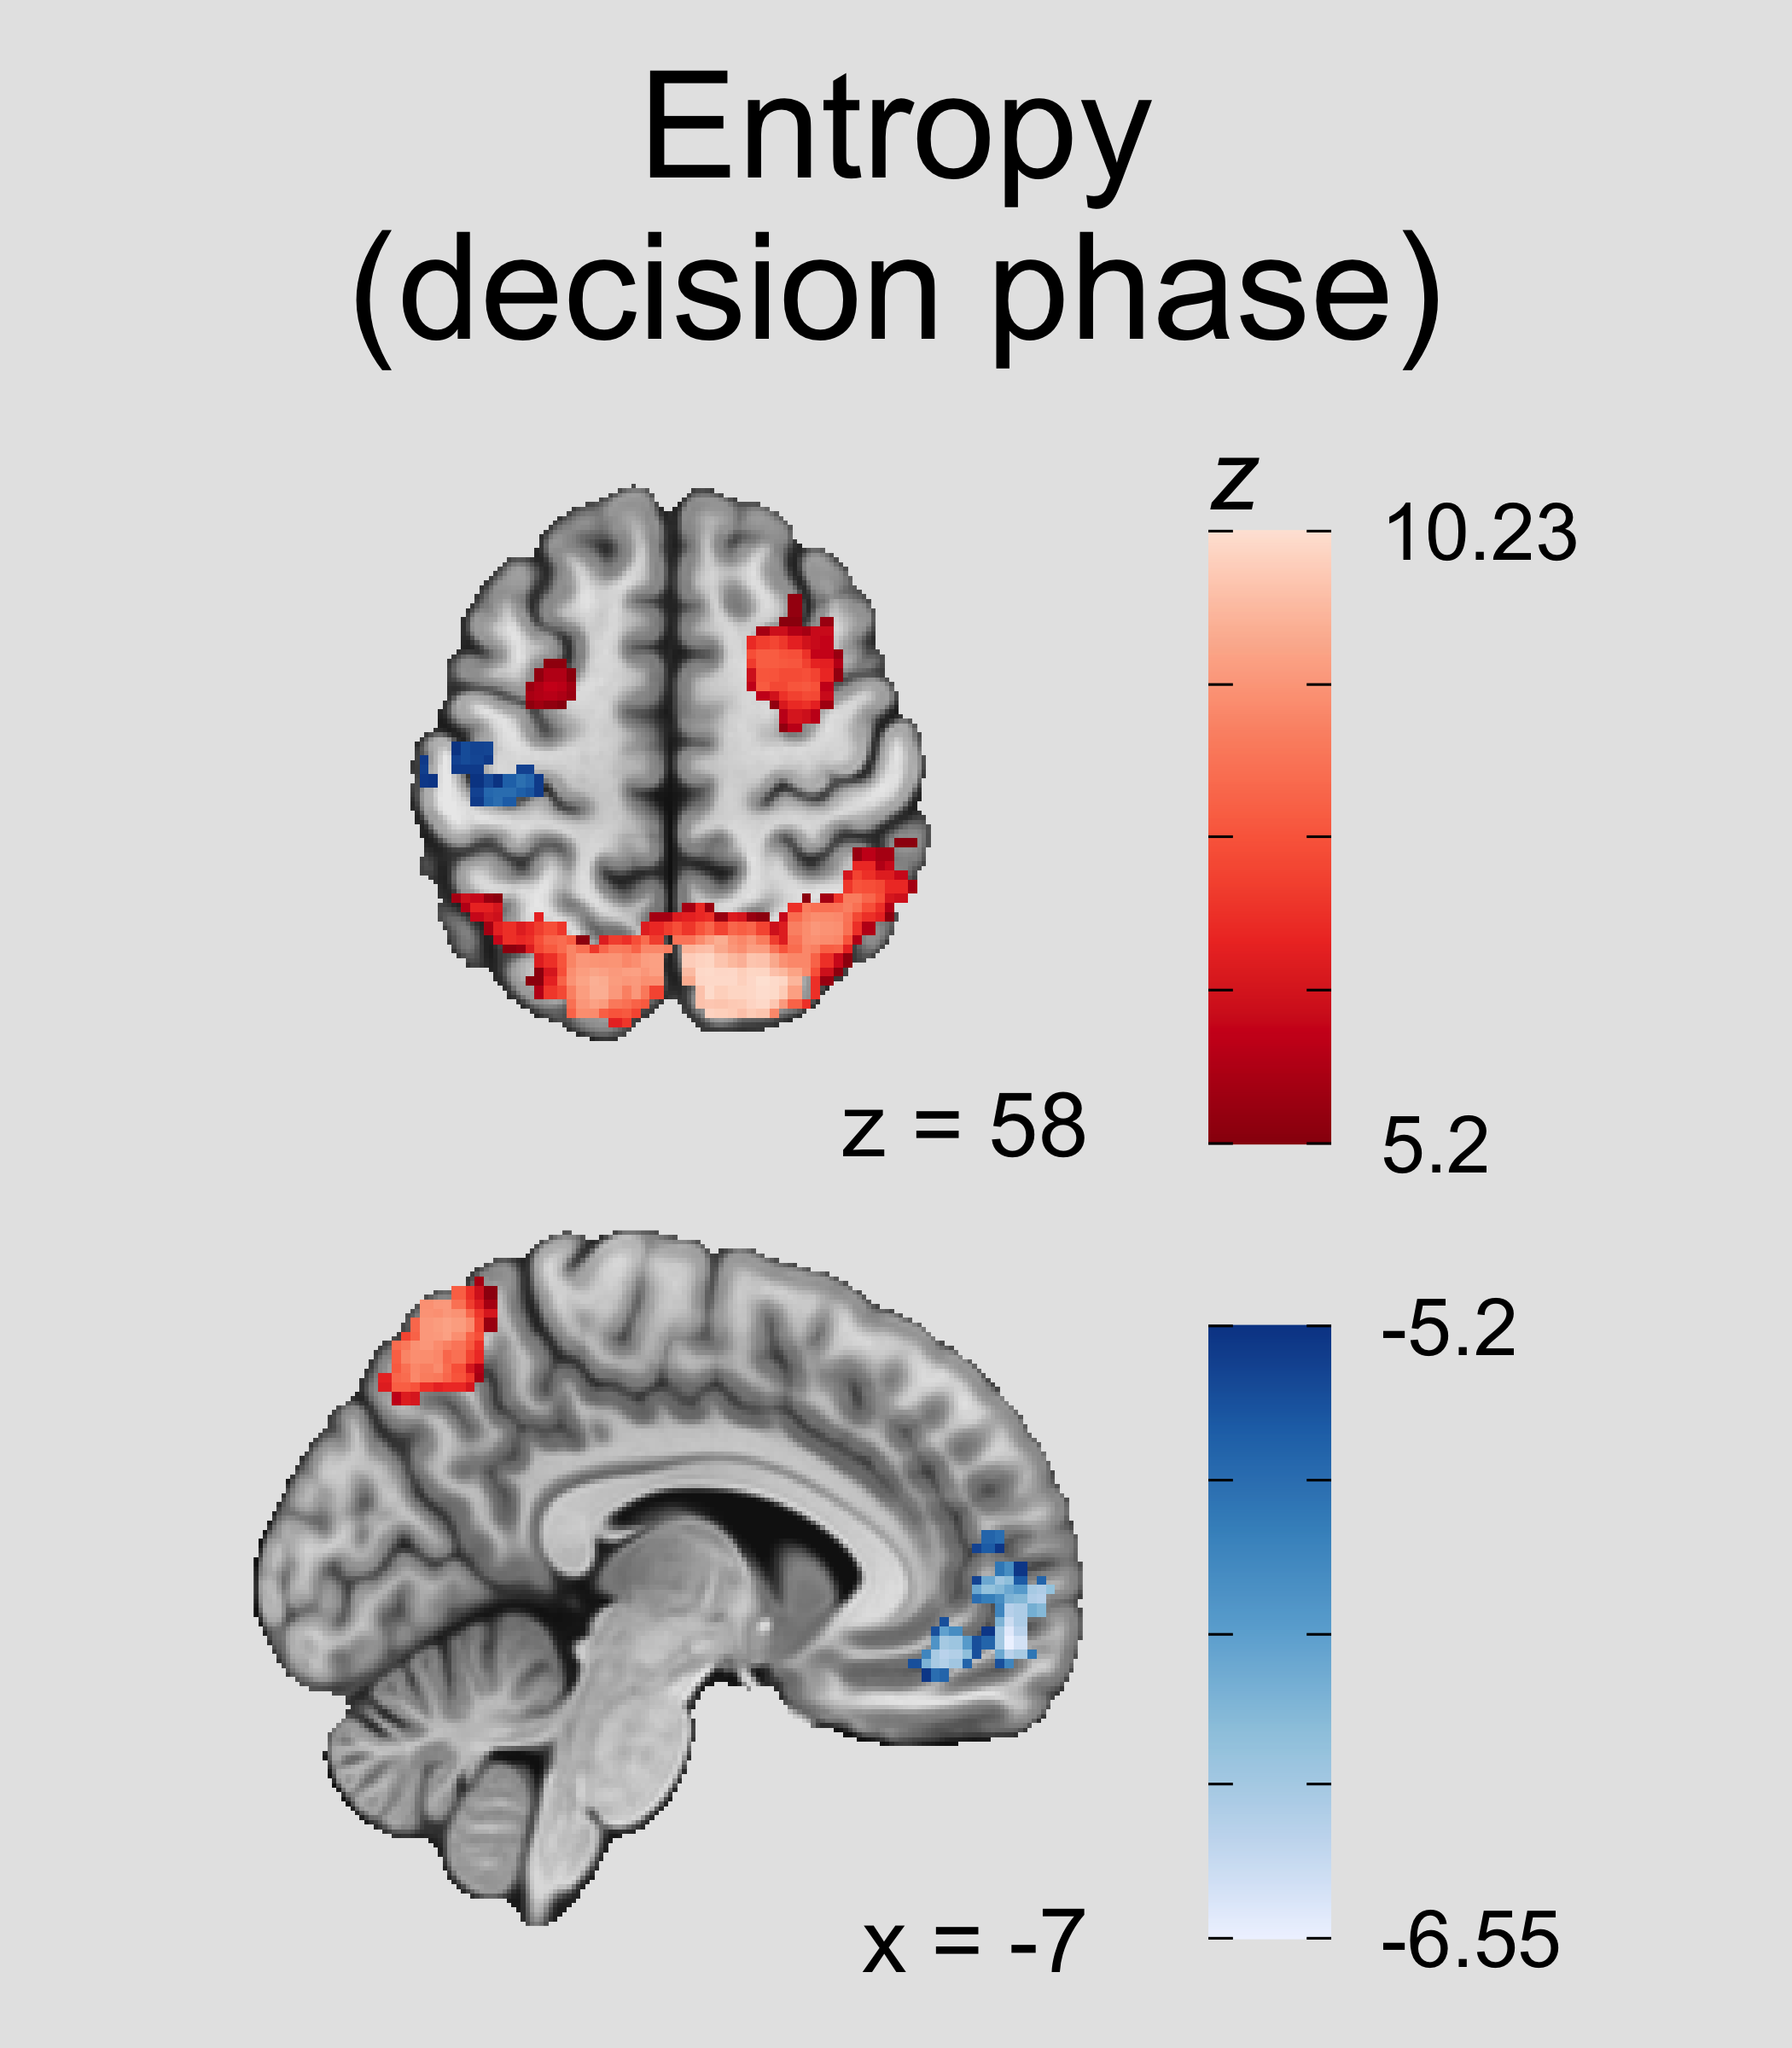 Entropy
(decision phase)
z
10.23
5.2
z = 58
-5.2
-6.55
x = -7